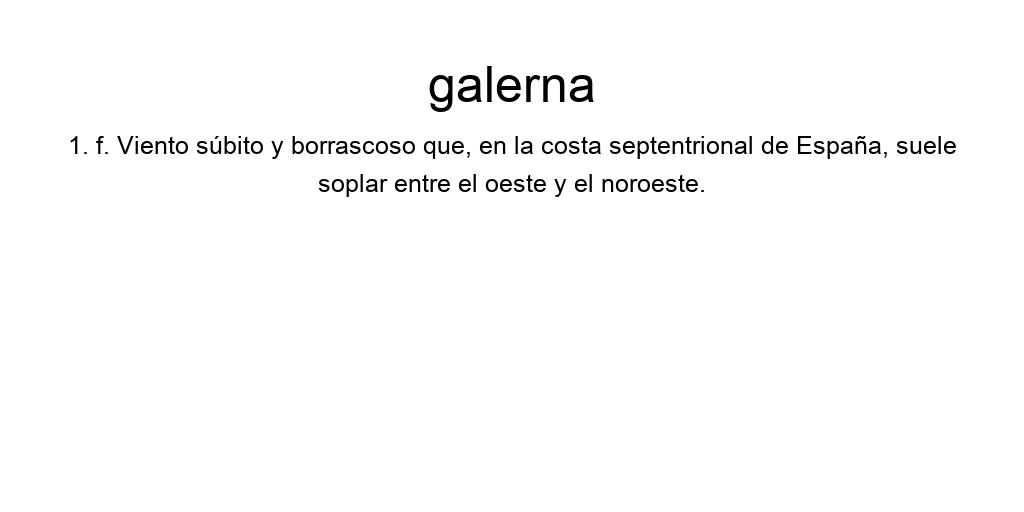 galerna
1. f. Viento súbito y borrascoso que, en la costa septentrional de España, suele
soplar entre el oeste y el noroeste.